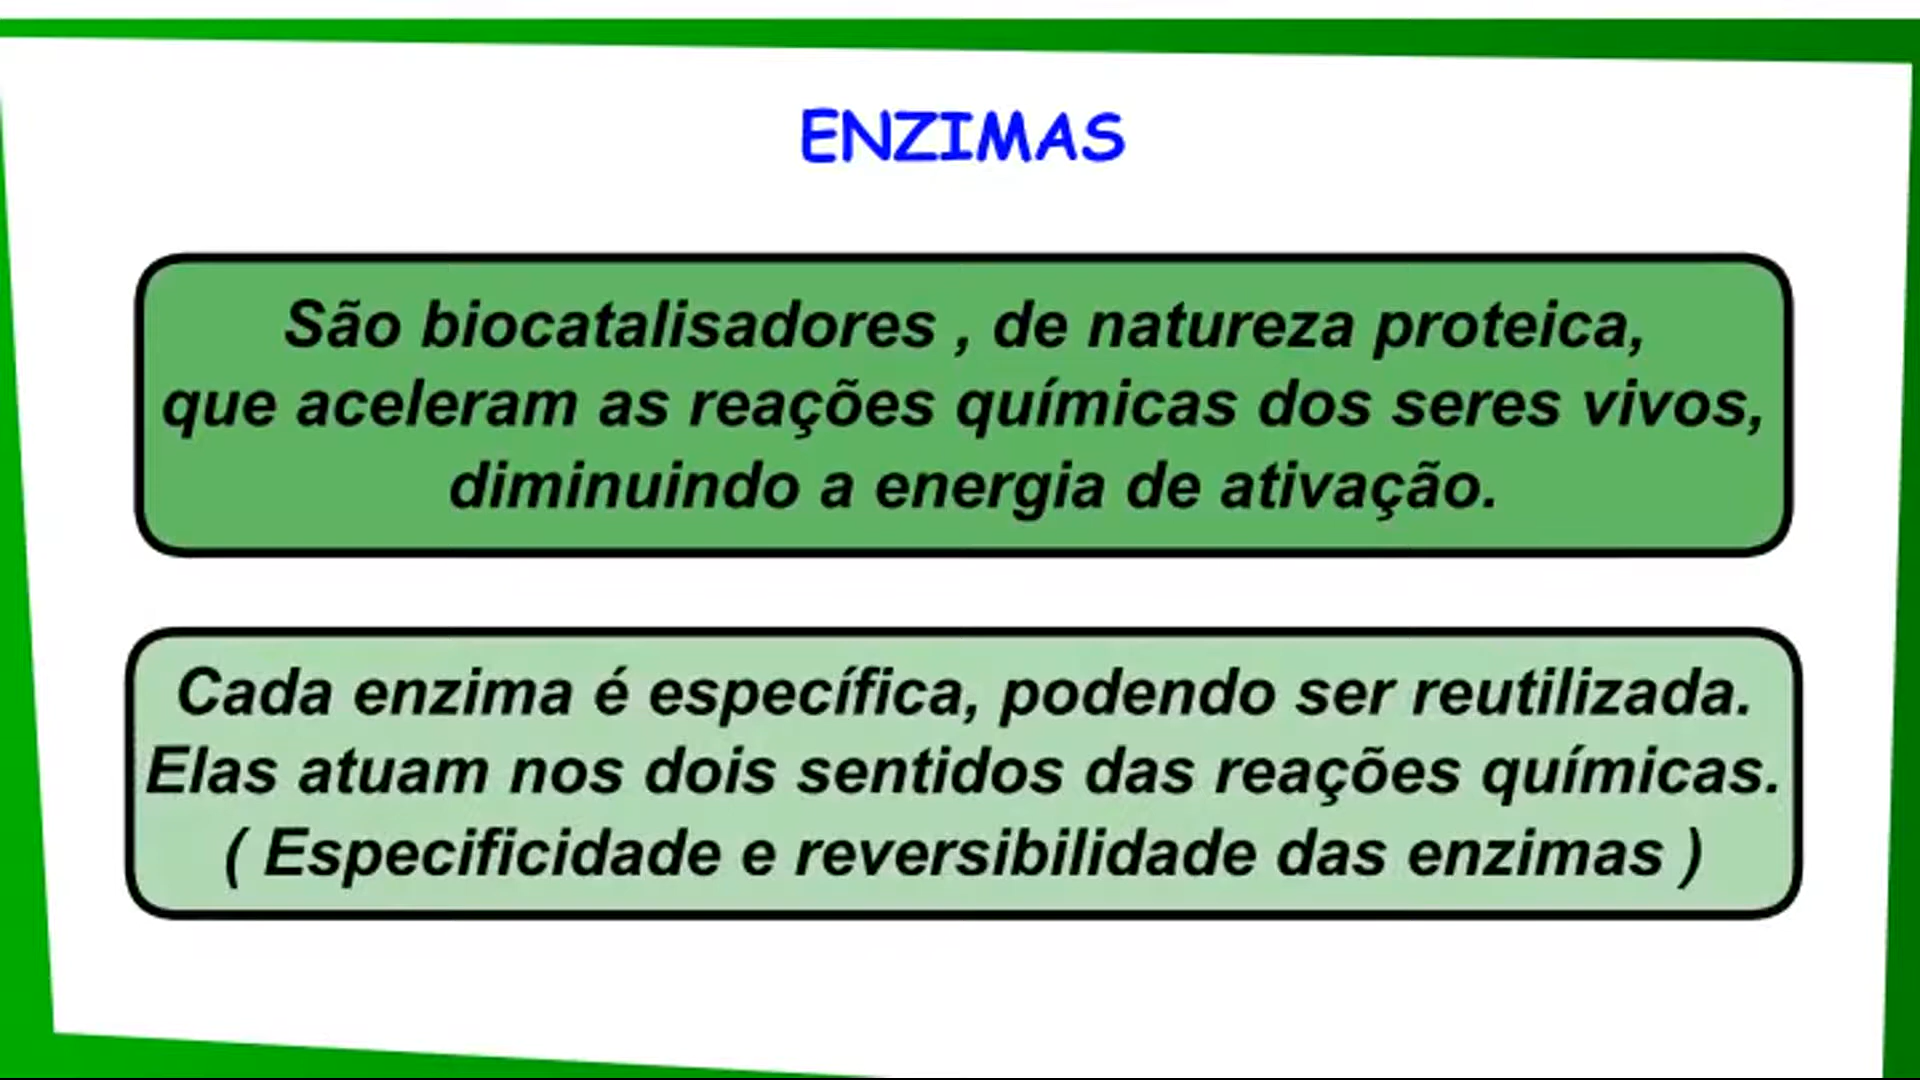 ENZIMAS
São biocatalisadores , de natureza proteica,
que aceleram as reações químicas dos seres vivos,
diminuindo a energia de ativação.
Cada enzima é específica, podendo ser reutilizada.
Elas atuam nos dois sentidos das reações químicas.
( Especificidade e reversibilidade das enzimas )